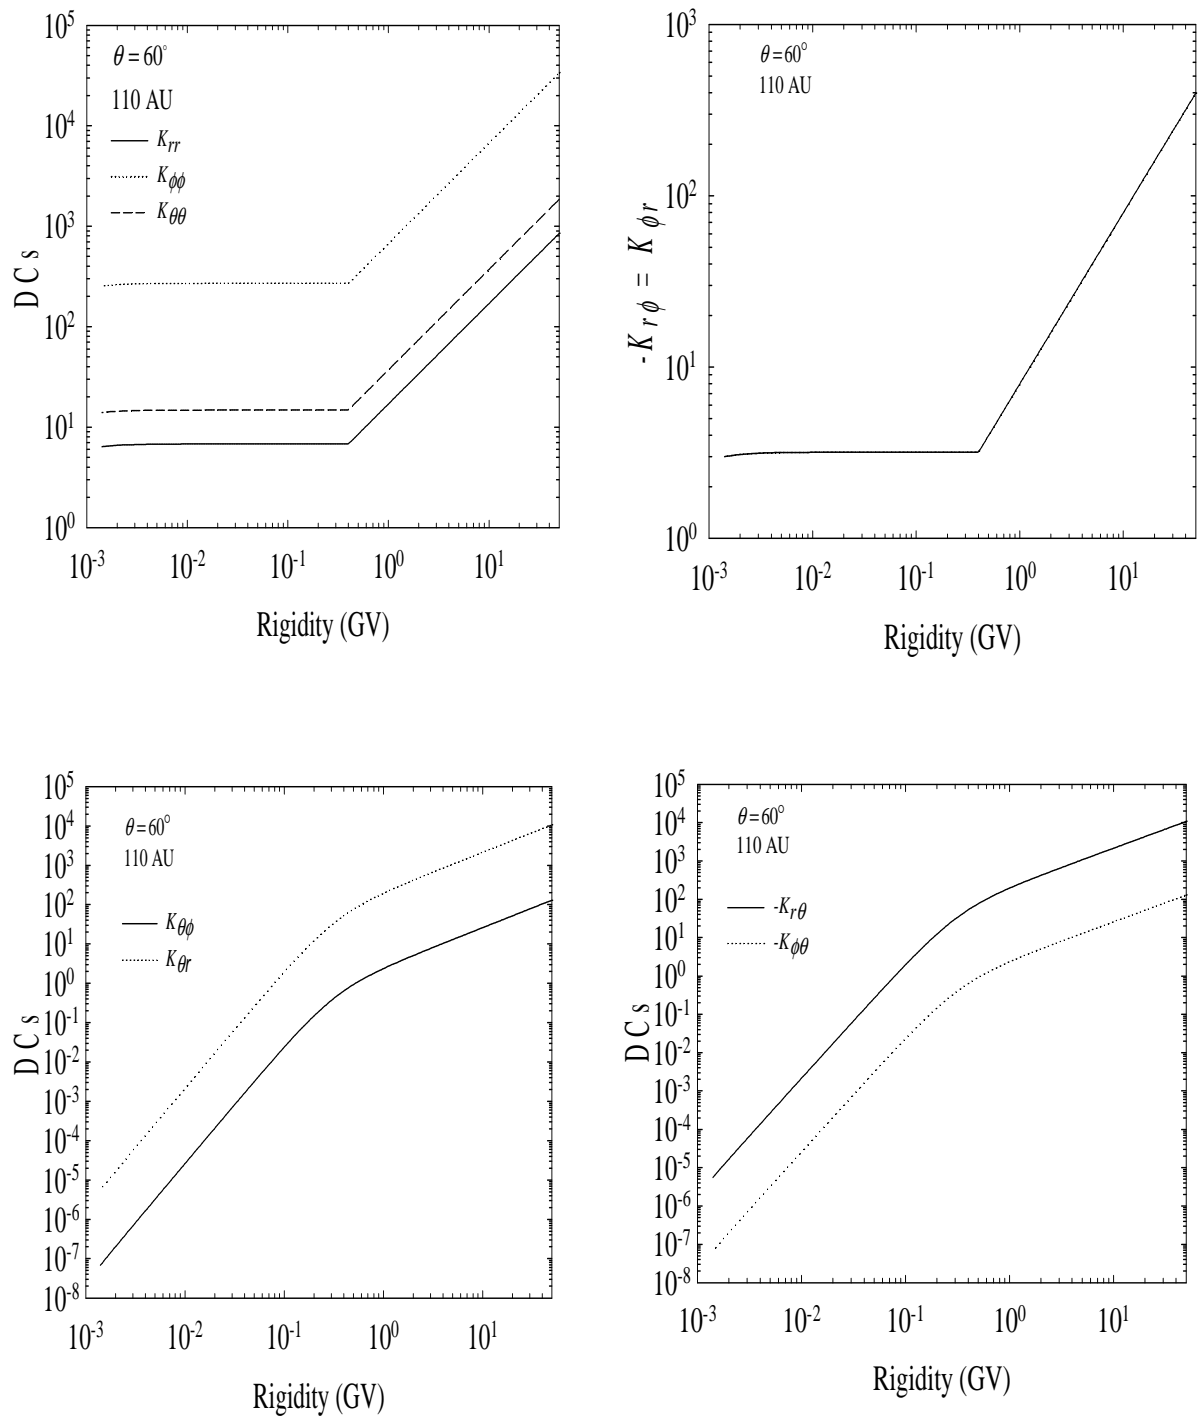 θ = 60°
110 AU
K_rr
K_ϕϕ
K_θθ
10^5
10^4
10^3
10^2
10^1
10^0
D C s
10^-3 10^-2 10^-1 10^0 10^1
Rigidity (GV)
θ = 60°
110 AU
10^3
10^2
10^1
10^0
-K_rϕ = K_ϕr
10^-3 10^-2 10^-1 10^0 10^1
Rigidity (GV)
θ = 60°
110 AU
K_θϕ
K_θr
10^5
10^4
10^3
10^2
10^1
10^0
10^-1
10^-2
10^-3
10^-4
10^-5
10^-6
10^-7
10^-8
D C s
10^-3 10^-2 10^-1 10^0 10^1
Rigidity (GV)
θ = 60°
110 AU
-K_rθ
-K_ϕθ
10^5
10^4
10^3
10^2
10^1
10^0
10^-1
10^-2
10^-3
10^-4
10^-5
10^-6
10^-7
10^-8
D C s
10^-3 10^-2 10^-1 10^0 10^1
Rigidity (GV)